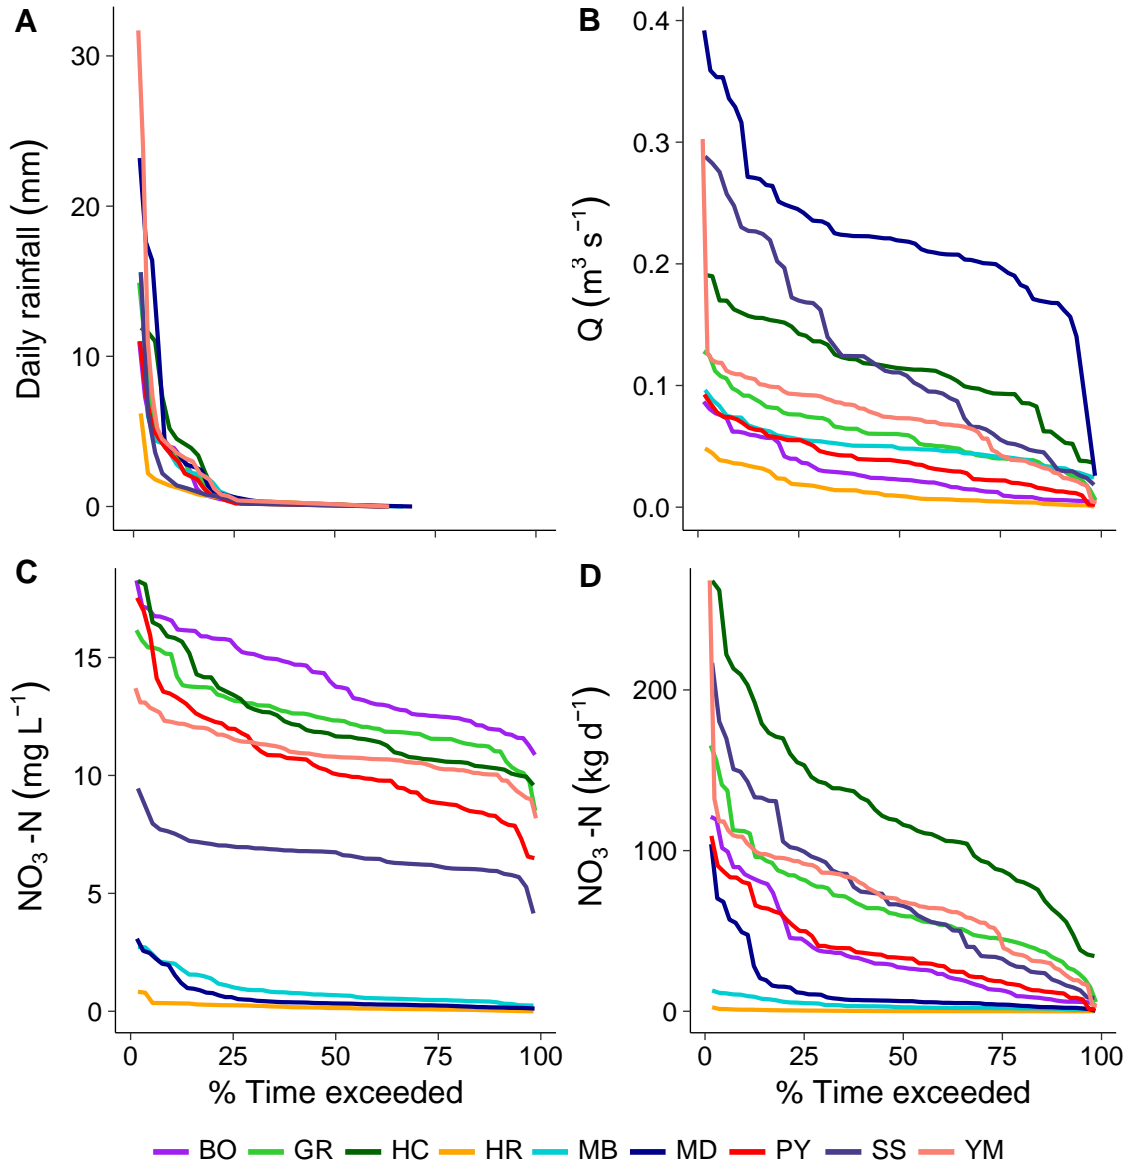 A
B
30
20
10
0
Daily rainfall (mm)
0.4
0.3
0.2
0.1
0.0
Q (m³ s⁻¹)
C
D
15
10
5
0
NO₃ -N (mg L⁻¹)
200
100
0
NO₃ -N (kg d⁻¹)
0 25 50 75 100
0 25 50 75 100
% Time exceeded
% Time exceeded
BO GR HC HR MB MD PY SS YM